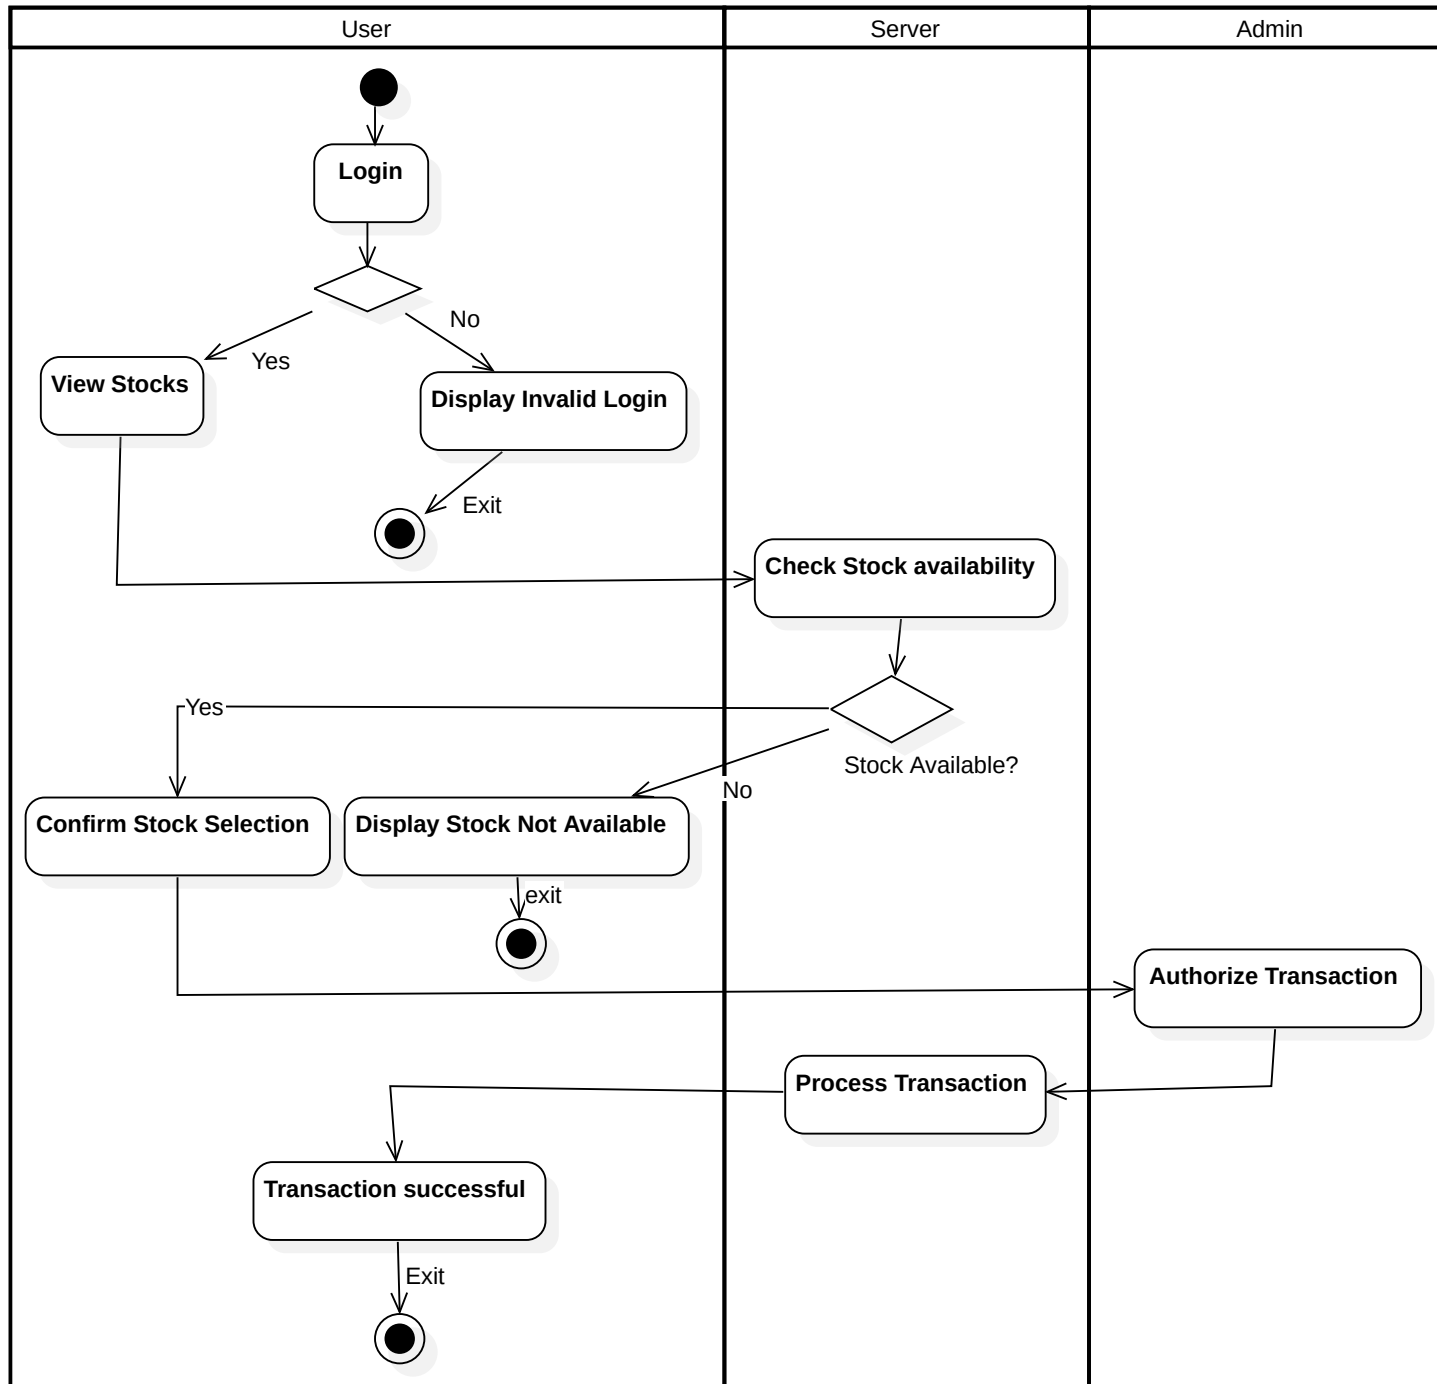 User
Server
Admin
Login
No
Yes
View Stocks
Display Invalid Login
Exit
Check Stock availability
Yes
Stock Available?
No
Confirm Stock Selection
Display Stock Not Available
exit
Authorize Transaction
Process Transaction
Transaction successful
Exit